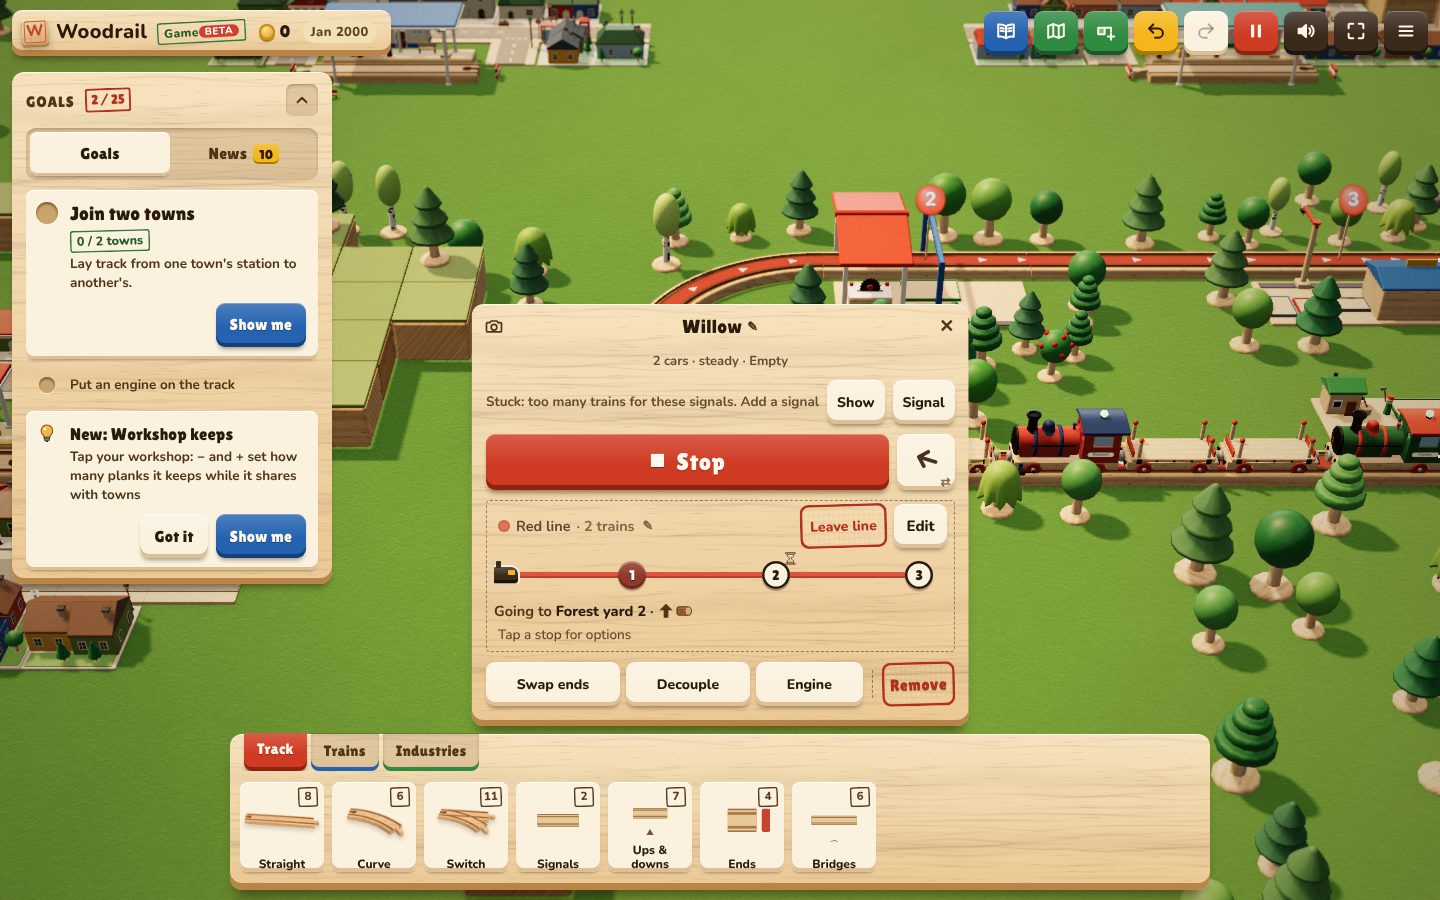 W Woodrail Game BETA 0 Jan 2000
GOALS 2 / 25
Goals News 10
Join two towns
0 / 2 towns
Lay track from one town's station to
another's.
Show me
Put an engine on the track
New: Workshop keeps
Tap your workshop: − and + set how
many planks it keeps while it shares
with towns
Got it Show me
2
3
Willow
2 cars · steady · Empty
Stuck: too many trains for these signals. Add a signal Show Signal
Stop
Red line · 2 trains Leave line Edit
1 2 3
Going to Forest yard 2 ·
Tap a stop for options
Swap ends Decouple Engine Remove
Track Trains Industries
8 6 11 2 7 4 6
Straight Curve Switch Signals Ups &
downs Ends Bridges